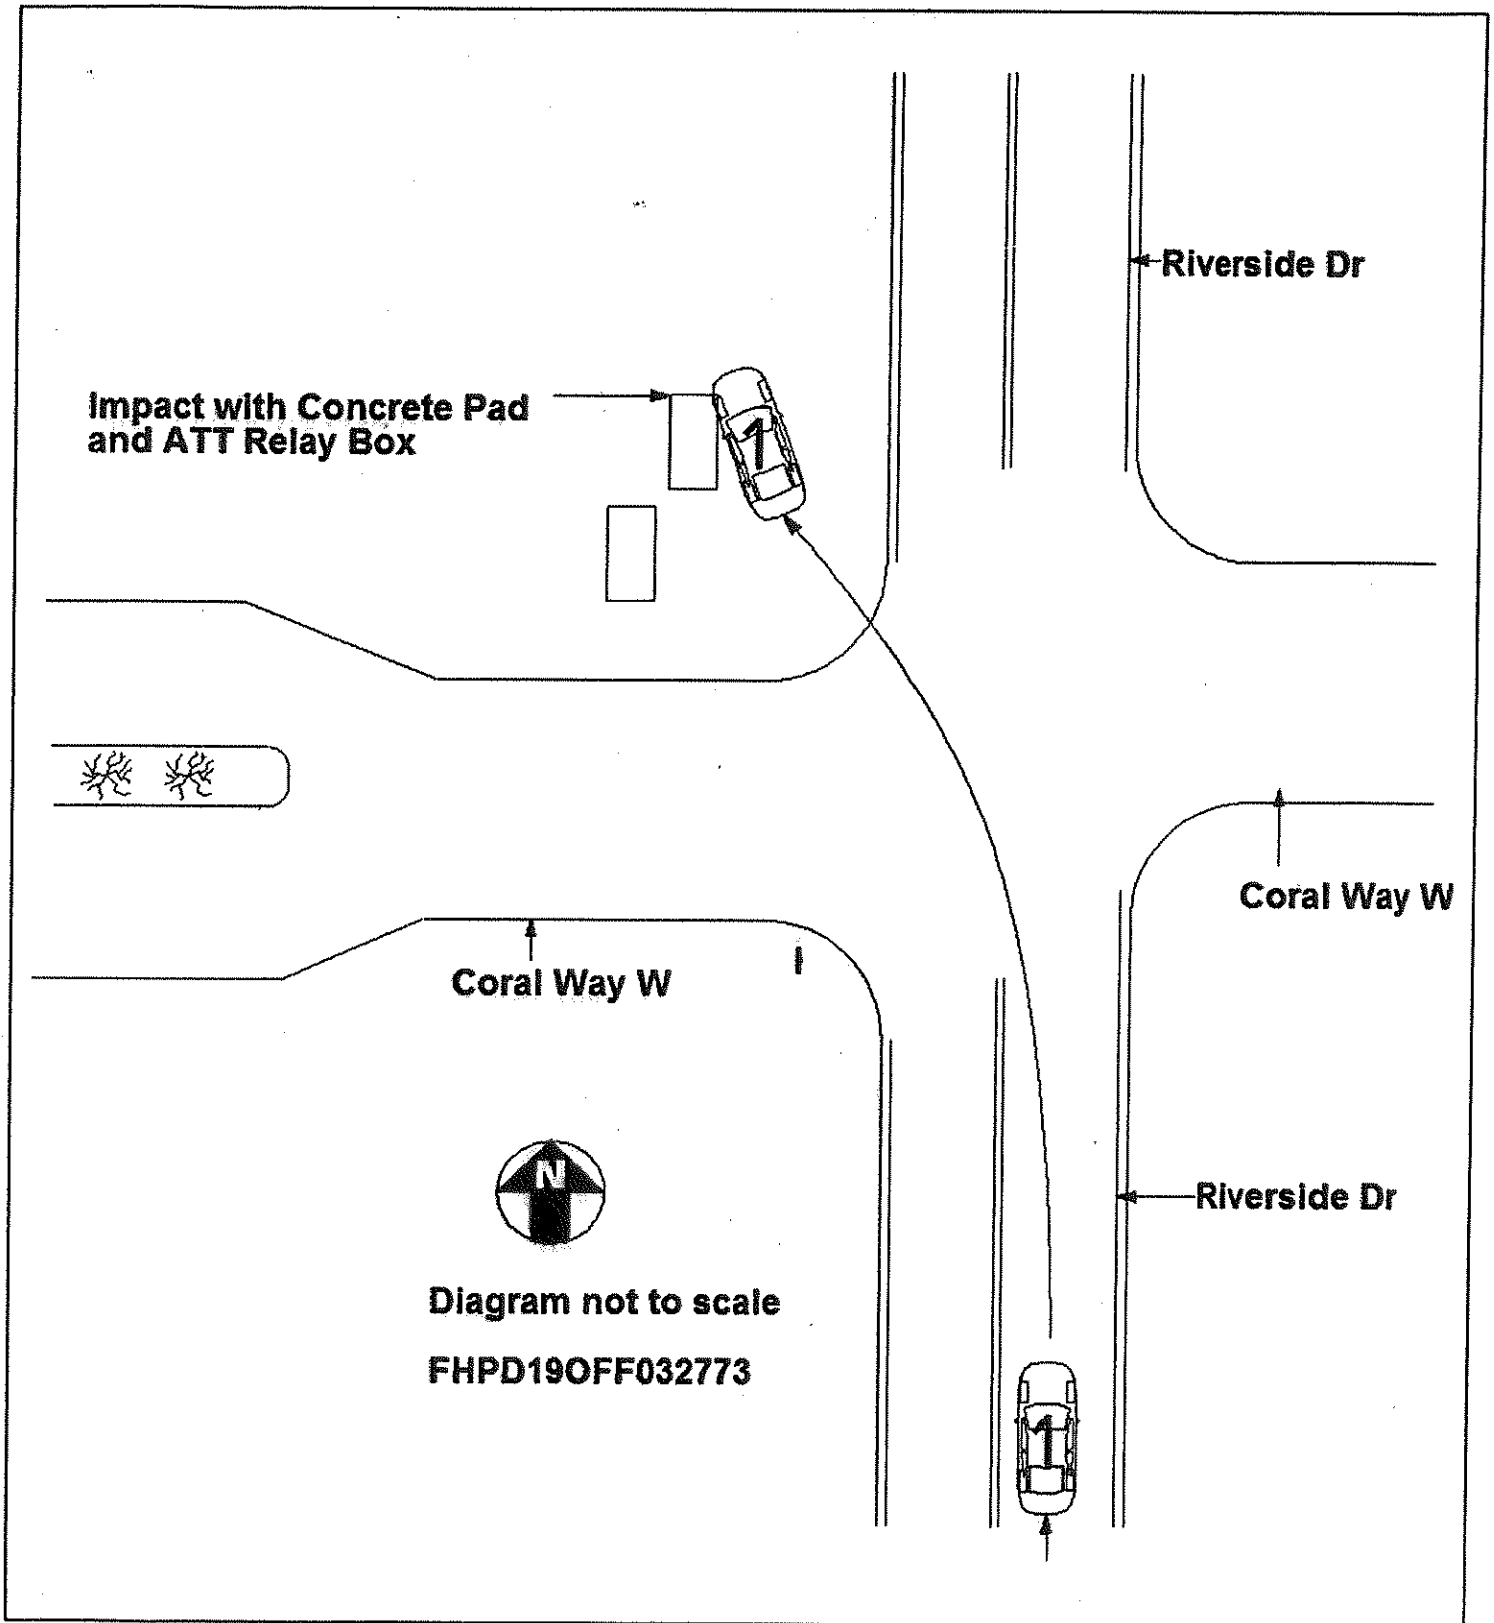 Riverside Dr
Impact with Concrete Pad
and ATT Relay Box
1
Coral Way W
Coral Way W
N
Riverside Dr
Diagram not to scale
FHPD19OFF032773
1